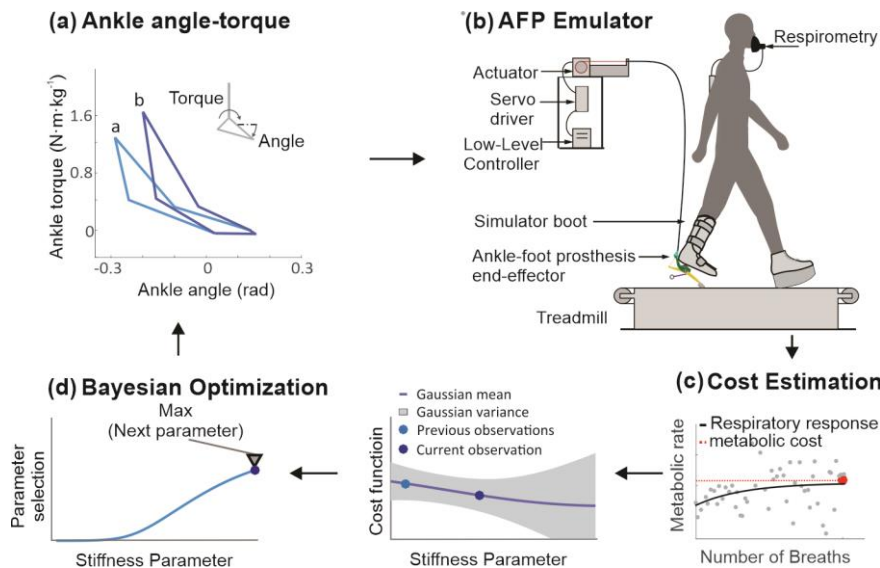 (a) Ankle angle-torque
Ankle torque (N·m·kg⁻¹)
1.6
0.8
0
-0.3
0
0.3
Ankle angle (rad)
a
b
Torque
Angle
(b) AFP Emulator
Respirometry
Actuator
Servo
driver
Low-Level
Controller
Simulator boot
Ankle-foot prosthesis
end-effector
Treadmill
(c) Cost Estimation
Respiratory response
metabolic cost
Metabolic rate
Number of Breaths
Gaussian mean
Gaussian variance
Previous observations
Current observation
Cost functioin
Stiffness Parameter
(d) Bayesian Optimization
Max
(Next parameter)
Parameter
selection
Stiffness Parameter